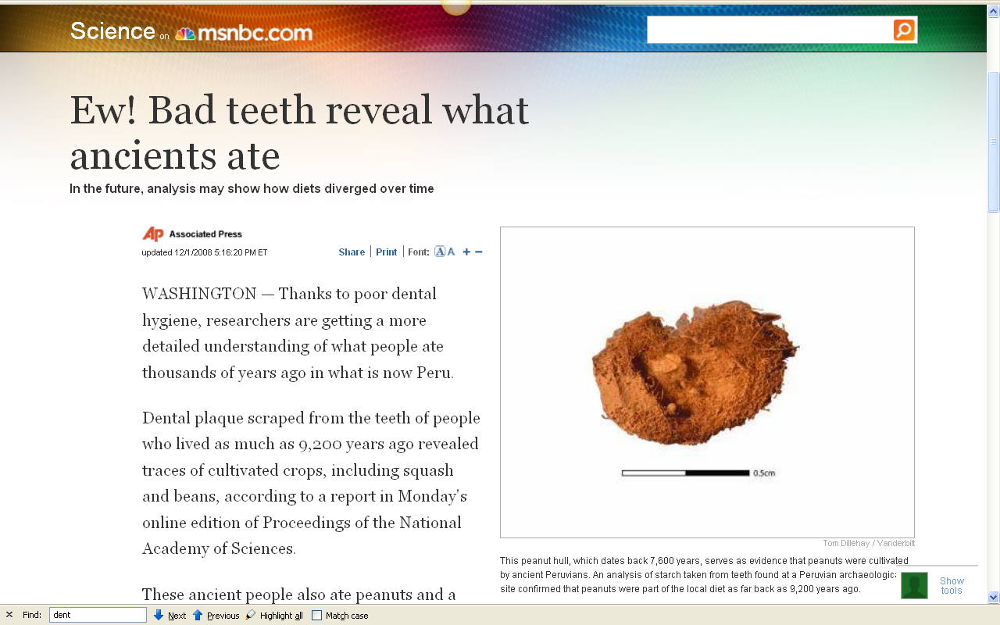 Science on msnbc.com
Ew! Bad teeth reveal what
ancients ate
In the future, analysis may show how diets diverged over time
AP Associated Press
updated 12/1/2008 5:16:20 PM ET
Share Print Font: A A + −
WASHINGTON — Thanks to poor dental
hygiene, researchers are getting a more
detailed understanding of what people ate
thousands of years ago in what is now Peru.
Dental plaque scraped from the teeth of people
who lived as much as 9,200 years ago revealed
traces of cultivated crops, including squash
and beans, according to a report in Monday's
online edition of Proceedings of the National
Academy of Sciences.
These ancient people also ate peanuts and a
0.5cm
Tom Dillehay / Vanderbilt
This peanut hull, which dates back 7,600 years, serves as evidence that peanuts were cultivated
by ancient Peruvians. An analysis of starch taken from teeth found at a Peruvian archaeologic
site confirmed that peanuts were part of the local diet as far back as 9,200 years ago.
Show
tools
Find: dent Next Previous Highlight all Match case